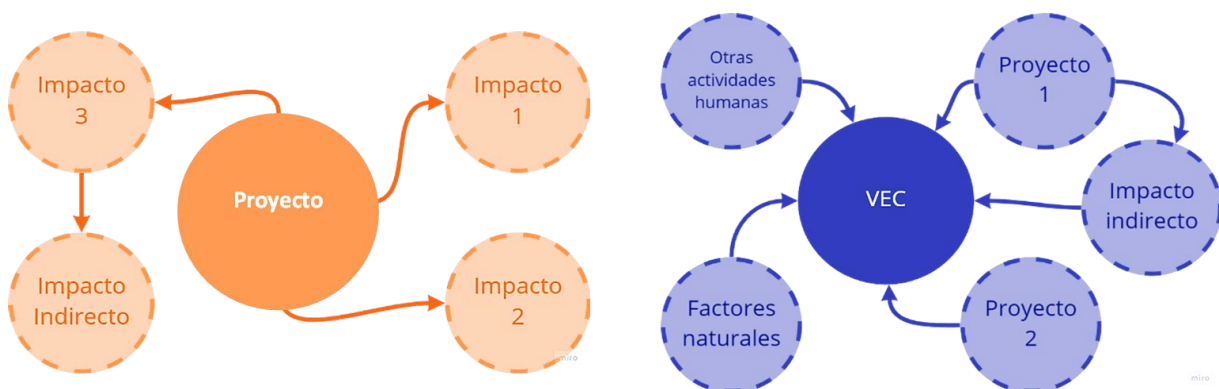 Impacto
3
Impacto
1
Proyecto
Impacto
Indirecto
Impacto
2
miro
Otras
actividades
humanas
Proyecto
1
VEC
Impacto
indirecto
Factores
naturales
Proyecto
2
miro